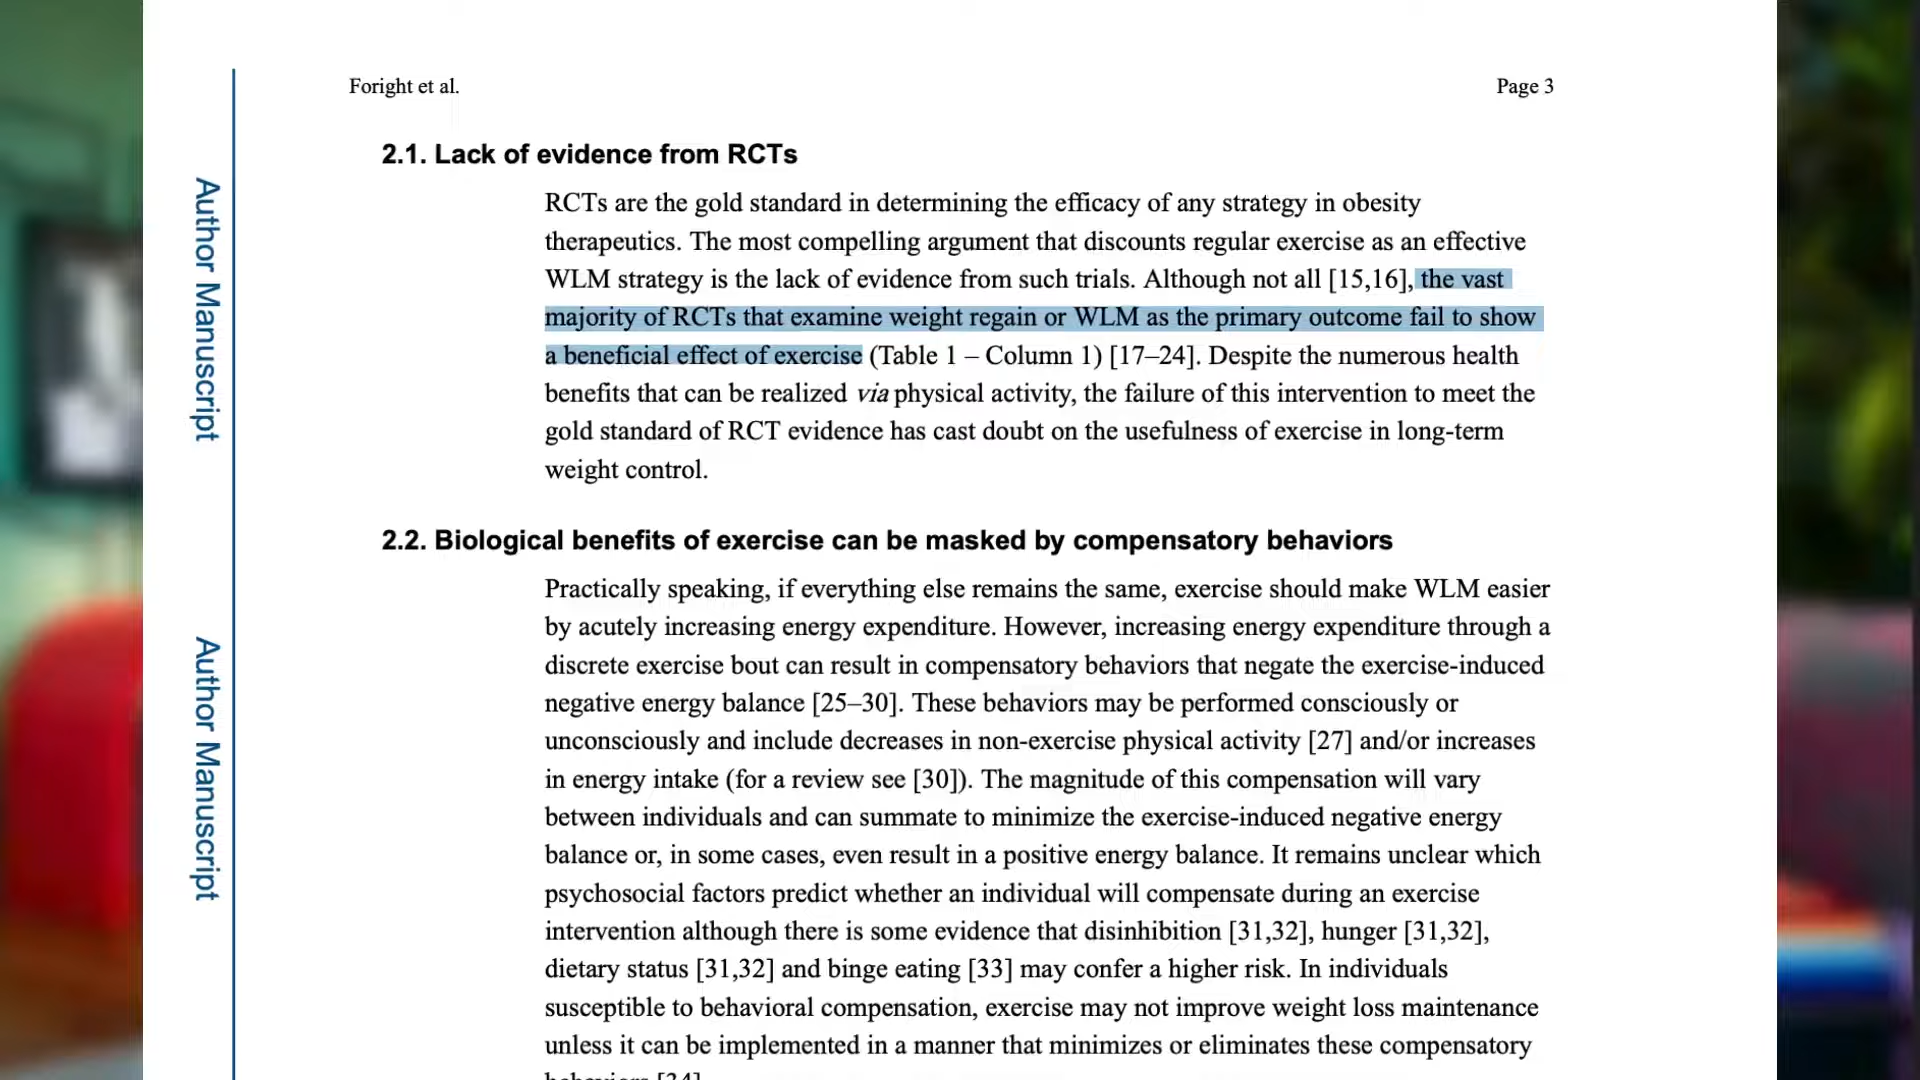 Foright et al.
Page 3
2.1. Lack of evidence from RCTs
RCTs are the gold standard in determining the efficacy of any strategy in obesity
therapeutics. The most compelling argument that discounts regular exercise as an effective
WLM strategy is the lack of evidence from such trials. Although not all [15,16], the vast
majority of RCTs that examine weight regain or WLM as the primary outcome fail to show
a beneficial effect of exercise (Table 1 – Column 1) [17–24]. Despite the numerous health
benefits that can be realized via physical activity, the failure of this intervention to meet the
gold standard of RCT evidence has cast doubt on the usefulness of exercise in long-term
weight control.
2.2. Biological benefits of exercise can be masked by compensatory behaviors
Practically speaking, if everything else remains the same, exercise should make WLM easier
by acutely increasing energy expenditure. However, increasing energy expenditure through a
discrete exercise bout can result in compensatory behaviors that negate the exercise-induced
negative energy balance [25–30]. These behaviors may be performed consciously or
unconsciously and include decreases in non-exercise physical activity [27] and/or increases
in energy intake (for a review see [30]). The magnitude of this compensation will vary
between individuals and can summate to minimize the exercise-induced negative energy
balance or, in some cases, even result in a positive energy balance. It remains unclear which
psychosocial factors predict whether an individual will compensate during an exercise
intervention although there is some evidence that disinhibition [31,32], hunger [31,32],
dietary status [31,32] and binge eating [33] may confer a higher risk. In individuals
susceptible to behavioral compensation, exercise may not improve weight loss maintenance
unless it can be implemented in a manner that minimizes or eliminates these compensatory
behaviors [34].
Author Manuscript
Author Manuscript